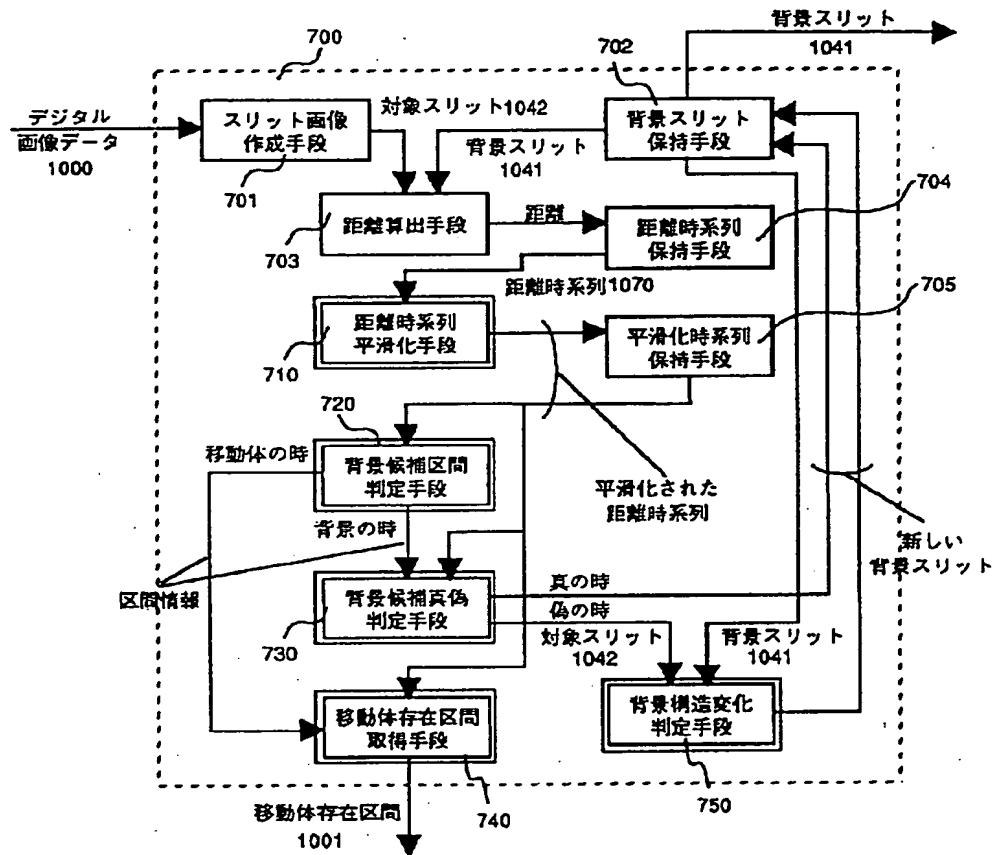 背景スリット
1041
700
702
デジタル
画像データ
1000
スリット画像
作成手段
701
対象スリット1042
背景スリット
1041
背景スリット
保持手段
703
距離算出手段
距離
704
距離時系列
保持手段
距離時系列1070
705
距離時系列
平滑化手段
710
平滑化時系列
保持手段
720
移動体の時
背景候補区間
判定手段
平滑化された
距離時系列
背景の時
新しい
背景スリット
区間情報
背景候補真偽
判定手段
730
真の時
偽の時
対象スリット
1042
背景スリット
1041
移動体存在区間
取得手段
背景構造変化
判定手段
740
750
移動体存在区間
1001